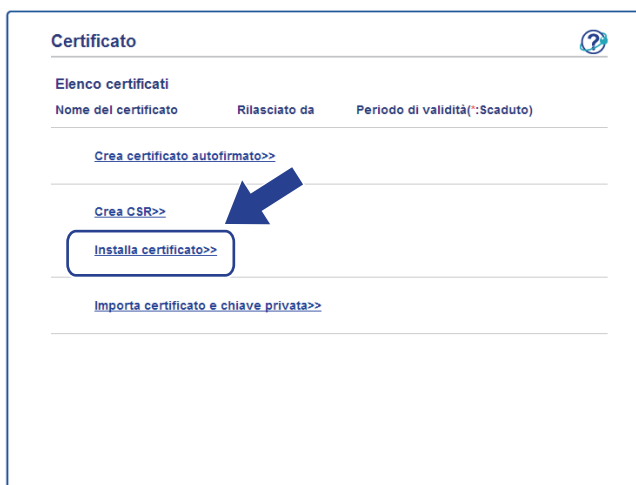 Certificato
?
Elenco certificati
Nome del certificato Rilasciato da Periodo di validità(*:Scaduto)
Crea certificato autofirmato>>
Crea CSR>>
Installa certificato>>
Importa certificato e chiave privata>>